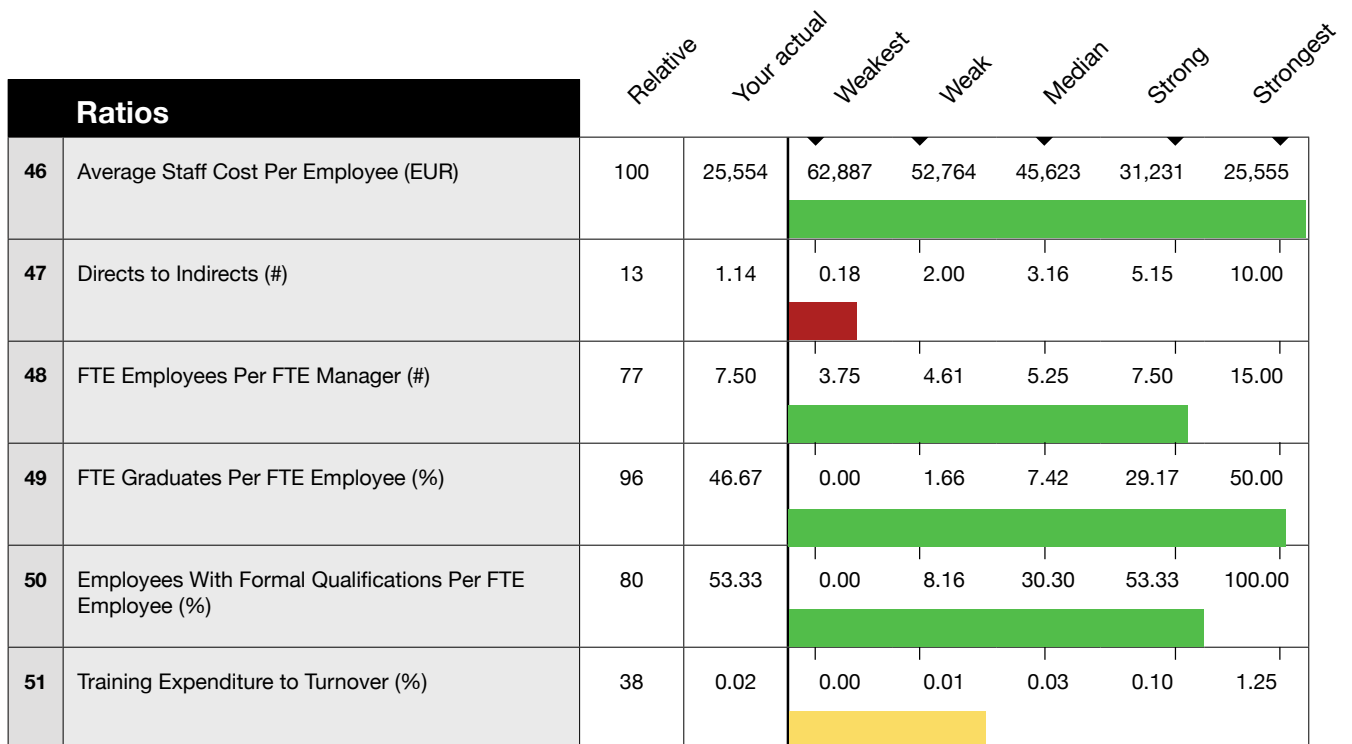 Relative
Your actual
Weakest
Weak
Median
Strong
Strongest
Ratios
46 Average Staff Cost Per Employee (EUR) 100 25,554 62,887 52,764 45,623 31,231 25,555
47 Directs to Indirects (#) 13 1.14 0.18 2.00 3.16 5.15 10.00
48 FTE Employees Per FTE Manager (#) 77 7.50 3.75 4.61 5.25 7.50 15.00
49 FTE Graduates Per FTE Employee (%) 96 46.67 0.00 1.66 7.42 29.17 50.00
50 Employees With Formal Qualifications Per FTE 80 53.33 0.00 8.16 30.30 53.33 100.00
Employee (%)
51 Training Expenditure to Turnover (%) 38 0.02 0.00 0.01 0.03 0.10 1.25